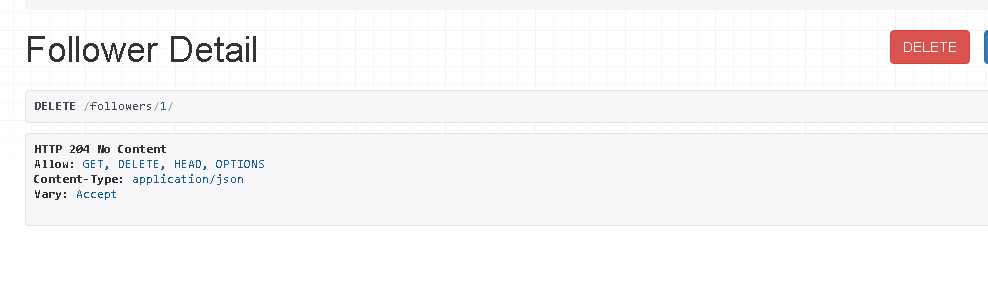 Follower Detail
DELETE
DELETE /followers/1/
HTTP 204 No Content
Allow: GET, DELETE, HEAD, OPTIONS
Content-Type: application/json
Vary: Accept